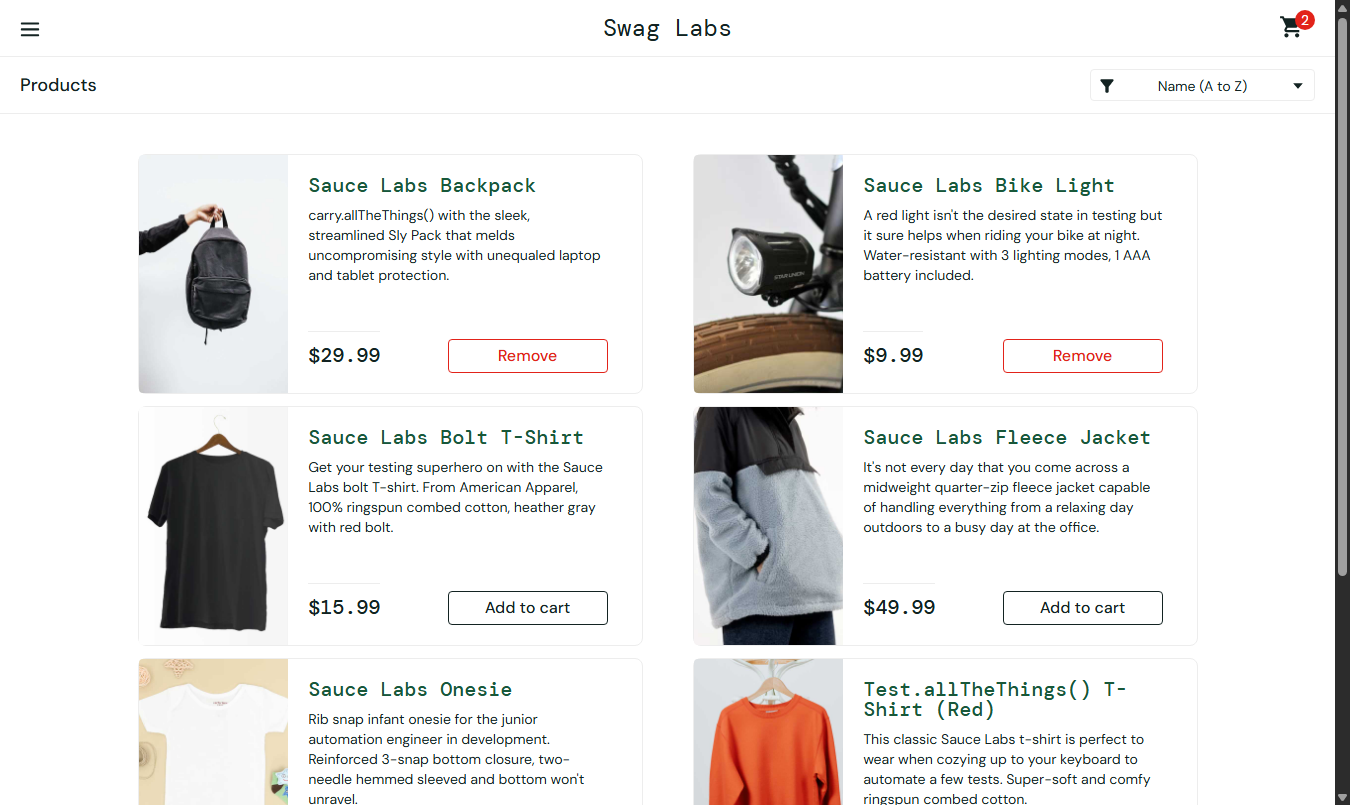 Swag Labs
2
Products
Name (A to Z)
Sauce Labs Backpack
carry.allTheThings() with the sleek,
streamlined Sly Pack that melds
uncompromising style with unequaled laptop
and tablet protection.
$29.99
Remove
Sauce Labs Bike Light
A red light isn't the desired state in testing but
it sure helps when riding your bike at night.
Water-resistant with 3 lighting modes, 1 AAA
battery included.
$9.99
Remove
STAR UNION
Sauce Labs Bolt T-Shirt
Get your testing superhero on with the Sauce
Labs bolt T-shirt. From American Apparel,
100% ringspun combed cotton, heather gray
with red bolt.
$15.99
Add to cart
Sauce Labs Fleece Jacket
It's not every day that you come across a
midweight quarter-zip fleece jacket capable
of handling everything from a relaxing day
outdoors to a busy day at the office.
$49.99
Add to cart
Sauce Labs Onesie
Rib snap infant onesie for the junior
automation engineer in development.
Reinforced 3-snap bottom closure, two-
needle hemmed sleeved and bottom won't
unravel.
Test.allTheThings() T-
Shirt (Red)
This classic Sauce Labs t-shirt is perfect to
wear when cozying up to your keyboard to
automate a few tests. Super-soft and comfy
ringspun combed cotton.